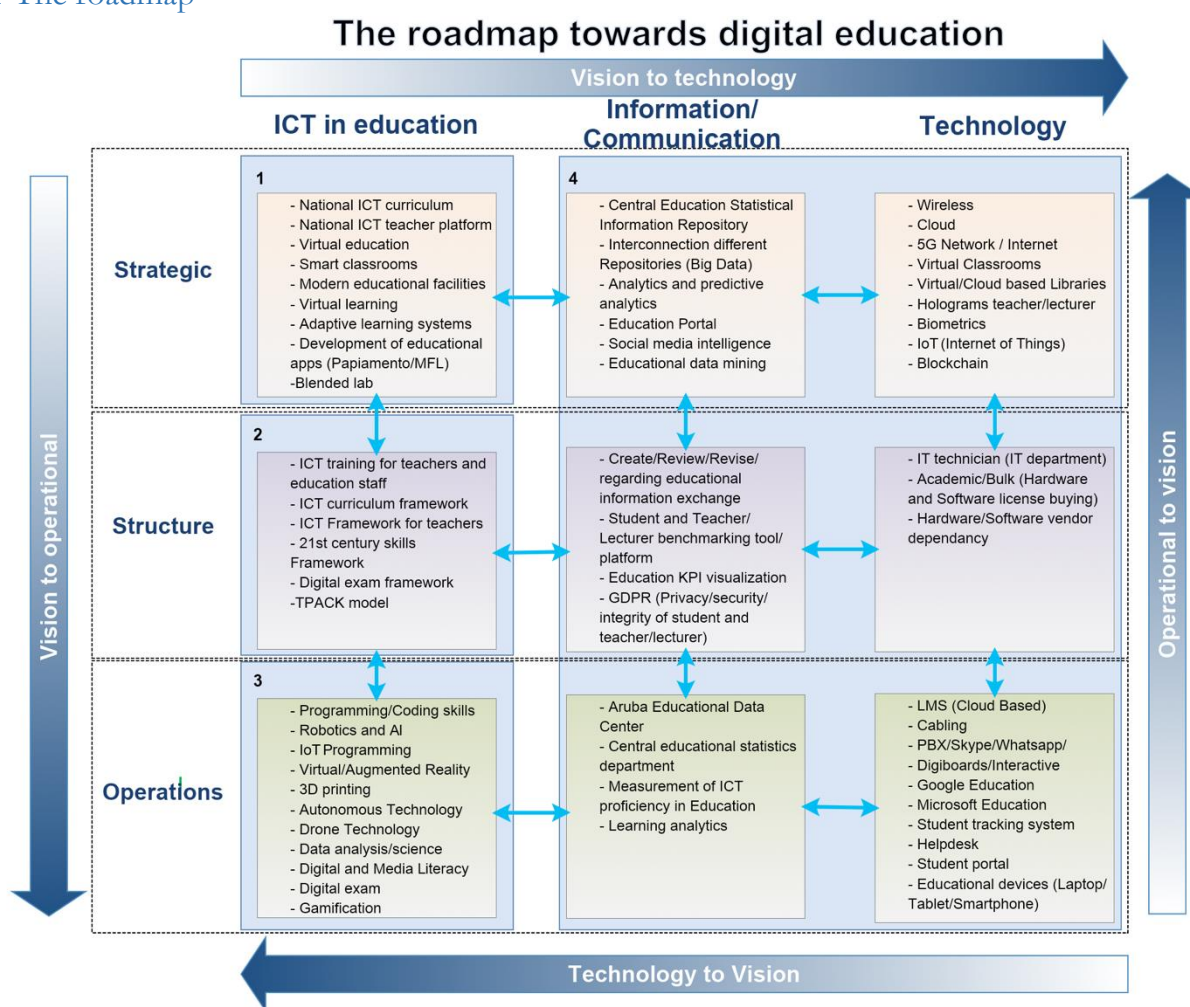 The roadmap
The roadmap towards digital education
Vision to technology
ICT in education
Information/
Communication
Technology
Vision to operational
Operational to vision
Strategic
1
- National ICT curriculum
- National ICT teacher platform
- Virtual education
- Smart classrooms
- Modern educational facilities
- Virtual learning
- Adaptive learning systems
- Development of educational
apps (Papiamento/MFL)
-Blended lab
4
- Central Education Statistical
Information Repository
- Interconnection different
Repositories (Big Data)
- Analytics and predictive
analytics
- Education Portal
- Social media intelligence
- Educational data mining
- Wireless
- Cloud
- 5G Network / Internet
- Virtual Classrooms
- Virtual/Cloud based Libraries
- Holograms teacher/lecturer
- Biometrics
- IoT (Internet of Things)
- Blockchain
Structure
2
- ICT training for teachers and
education staff
- ICT curriculum framework
- ICT Framework for teachers
- 21st century skills
Framework
- Digital exam framework
-TPACK model
- Create/Review/Revise/
regarding educational
information exchange
- Student and Teacher/
Lecturer benchmarking tool/
platform
- Education KPI visualization
- GDPR (Privacy/security/
integrity of student and
teacher/lecturer)
- IT technician (IT department)
- Academic/Bulk (Hardware
and Software license buying)
- Hardware/Software vendor
dependancy
Operations
3
- Programming/Coding skills
- Robotics and AI
- IoT Programming
- Virtual/Augmented Reality
- 3D printing
- Autonomous Technology
- Drone Technology
- Data analysis/science
- Digital and Media Literacy
- Digital exam
- Gamification
- Aruba Educational Data
Center
- Central educational statistics
department
- Measurement of ICT
proficiency in Education
- Learning analytics
- LMS (Cloud Based)
- Cabling
- PBX/Skype/Whatsapp/
- Digiboards/Interactive
- Google Education
- Microsoft Education
- Student tracking system
- Helpdesk
- Student portal
- Educational devices (Laptop/
Tablet/Smartphone)
Technology to Vision